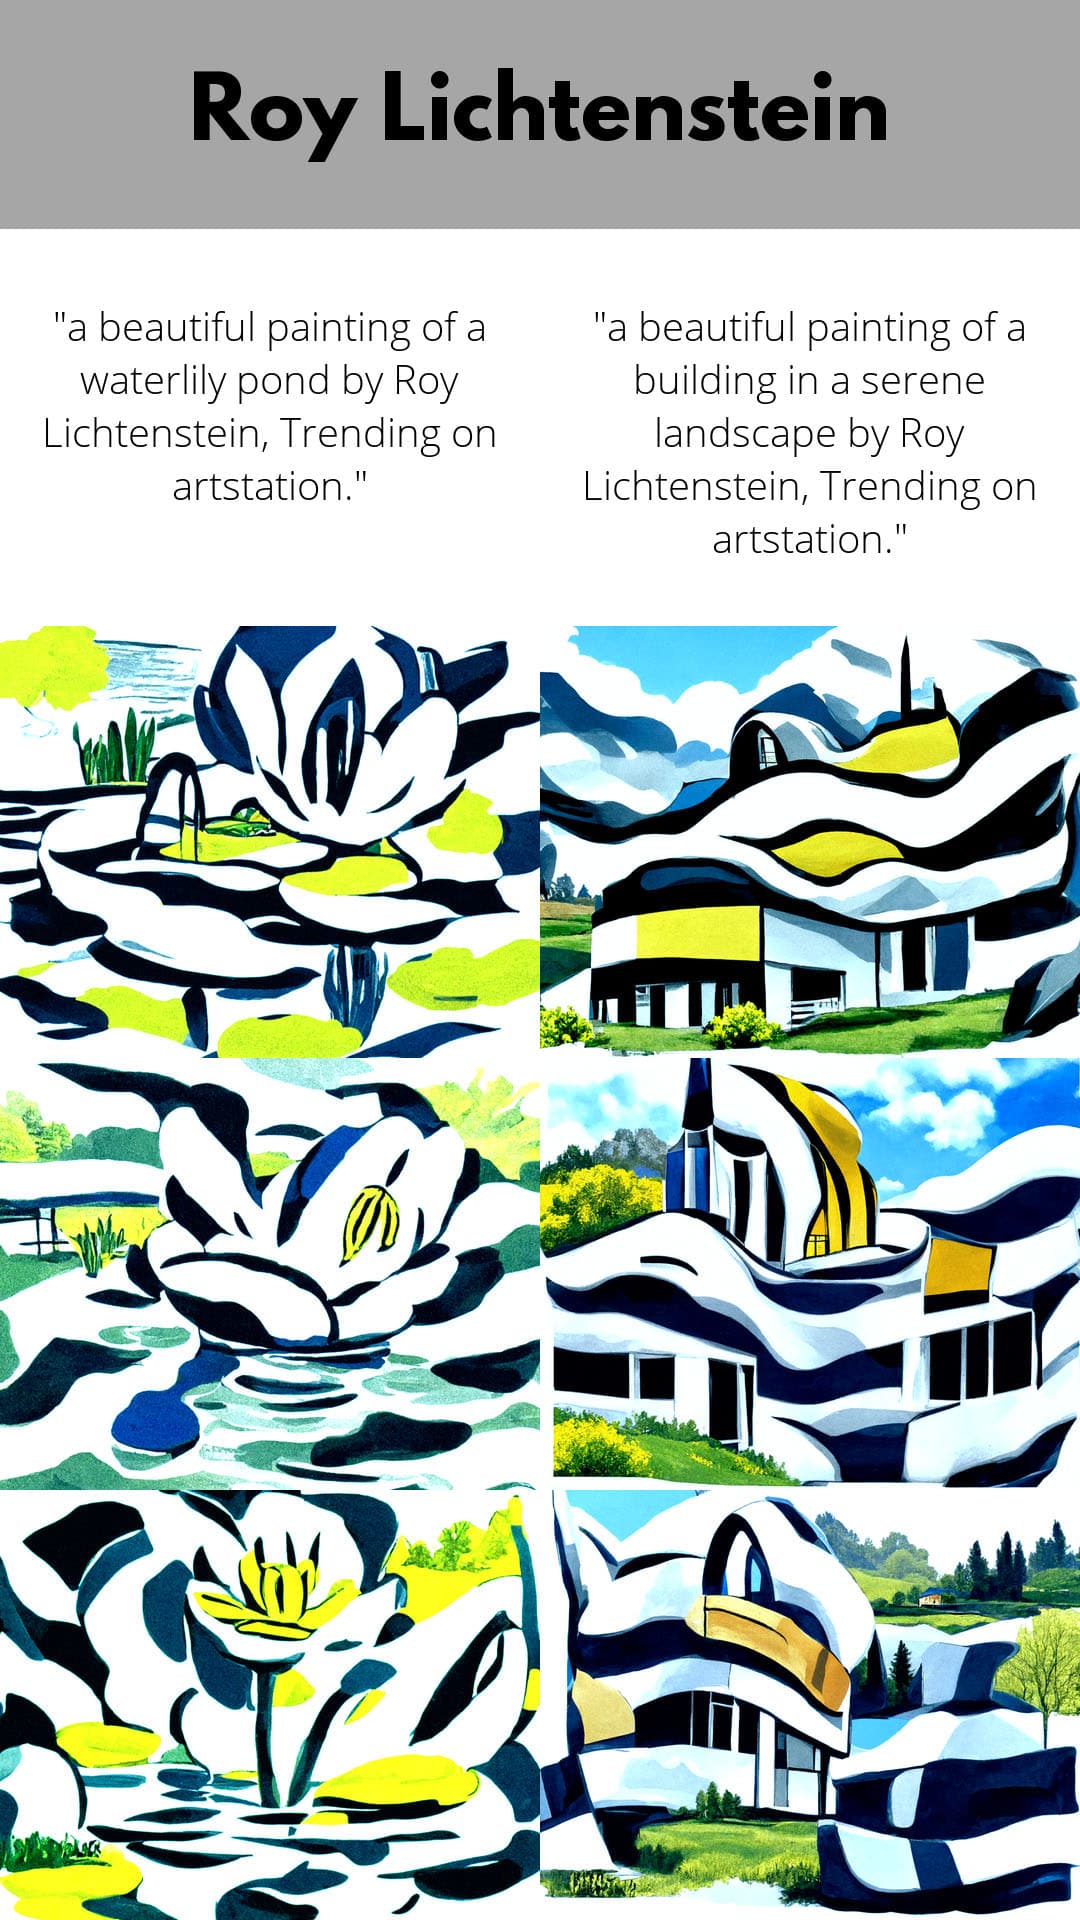 Roy Lichtenstein
"a beautiful painting of a
waterlily pond by Roy
Lichtenstein, Trending on
artstation."
"a beautiful painting of a
building in a serene
landscape by Roy
Lichtenstein, Trending on
artstation."